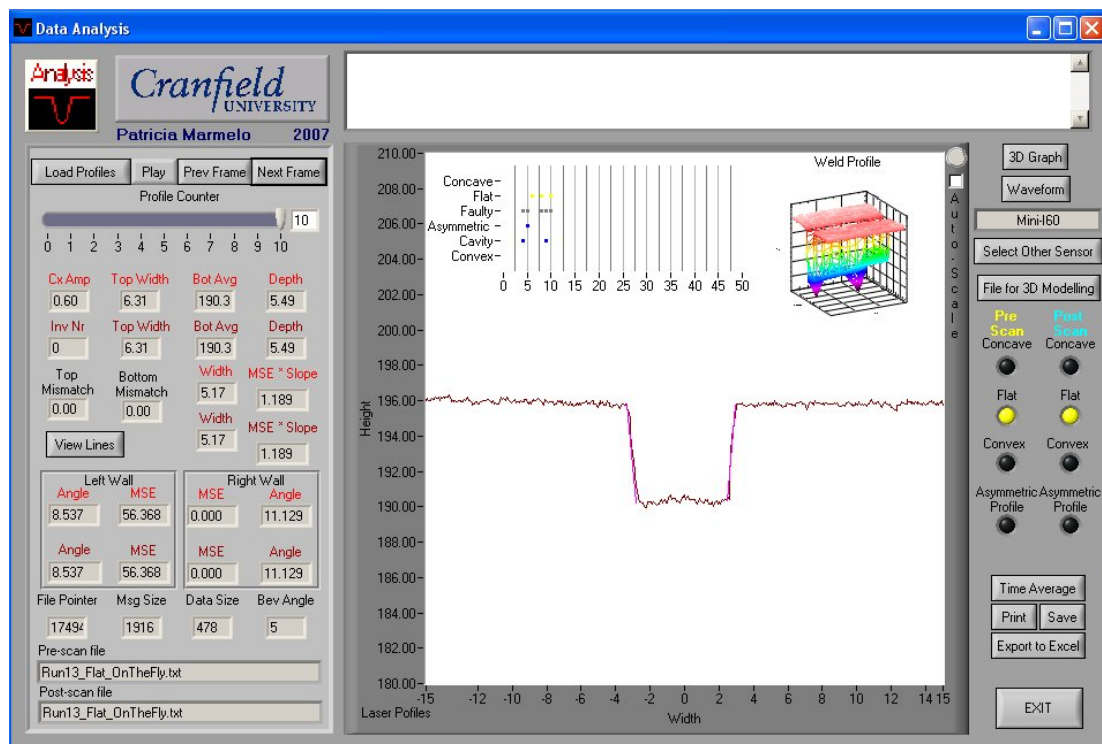 Data Analysis
Analysis
Cranfield
UNIVERSITY
Patricia Marmelo 2007
Load Profiles Play Prev Frame Next Frame
Profile Counter
10
0 1 2 3 4 5 6 7 8 9 10
Cx Amp Top Width Bot Avg Depth
0.60 6.31 190.3 5.49
Inv Nr Top Width Bot Avg Depth
0 6.31 190.3 5.49
Top Mismatch Bottom Mismatch Width MSE * Slope
0.00 0.00 5.17 1.189
Width MSE * Slope
5.17 1.189
View Lines
Left Wall Right Wall
Angle MSE MSE Angle
8.537 56.368 0.000 11.129
Angle MSE MSE Angle
8.537 56.368 0.000 11.129
File Pointer Msg Size Data Size Bev Angle
17494 1916 478 5
Pre-scan file
Run13_Flat_OnTheFly.txt
Post-scan file
Run13_Flat_OnTheFly.txt
210.00
208.00
206.00
204.00
202.00
200.00
198.00
196.00
194.00
192.00
190.00
188.00
186.00
184.00
182.00
180.00
Height
-15 -12 -10 -8 -6 -4 -2 0 2 4 6 8 10 12 14 15
Laser Pofiles
Width
Concave
Flat
Faulty
Asymmetric
Cavity
Convex
0 5 10 15 20 25 30 35 40 45 50
Weld Profile
Auto-Scale
3D Graph
Waveform
Mini-I60
Select Other Sensor
File for 3D Modelling
Pre Scan Post Scan
Concave Concave
Flat Flat
Convex Convex
Asymmetric Profile Asymmetric Profile
Time Average
Print Save
Export to Excel
EXIT